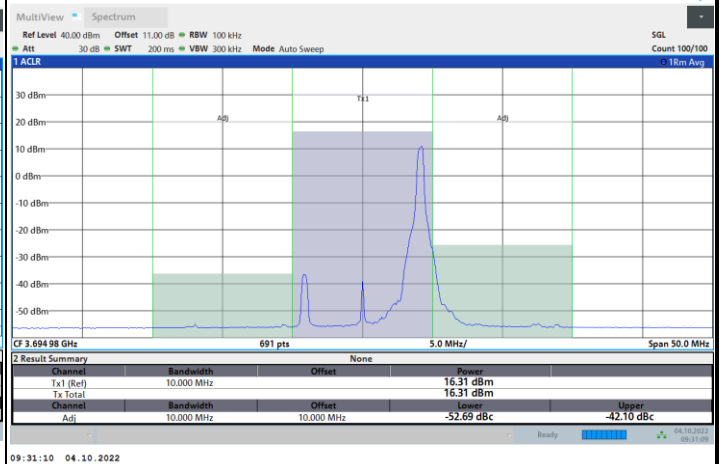 MultiView Spectrum
Ref Level 40.00 dBm Offset 11.00 dB RBW 100 kHz SGL
Att 30 dB SWT 200 ms VBW 300 kHz Mode Auto Sweep Count 100/100
1 ACLR 1Rm Avg
30 dBm
Tx1
20 dBm Adj Adj
10 dBm
0 dBm
-10 dBm
-20 dBm
-30 dBm
-40 dBm
-50 dBm
CF 3.694 98 GHz 691 pts 5.0 MHz/ Span 50.0 MHz
2 Result Summary None
Channel Bandwidth Offset Power
Tx1 (Ref) 10.000 MHz 16.31 dBm
Tx Total 16.31 dBm
Channel Bandwidth Offset Lower Upper
Adj 10.000 MHz 10.000 MHz -52.69 dBc -42.10 dBc
Ready 04.10.2022
09:31:09
09:31:10 04.10.2022